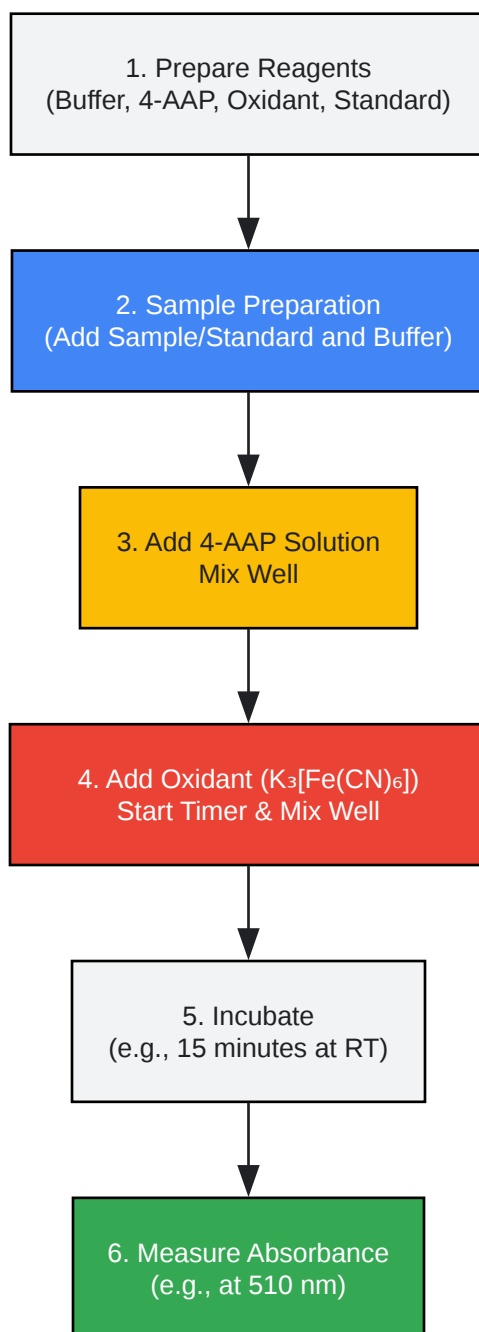 1. Prepare Reagents
(Buffer, 4-AAP, Oxidant, Standard)
2. Sample Preparation
(Add Sample/Standard and Buffer)
3. Add 4-AAP Solution
Mix Well
4. Add Oxidant (K₃[Fe(CN)₆])
Start Timer & Mix Well
5. Incubate
(e.g., 15 minutes at RT)
6. Measure Absorbance
(e.g., at 510 nm)